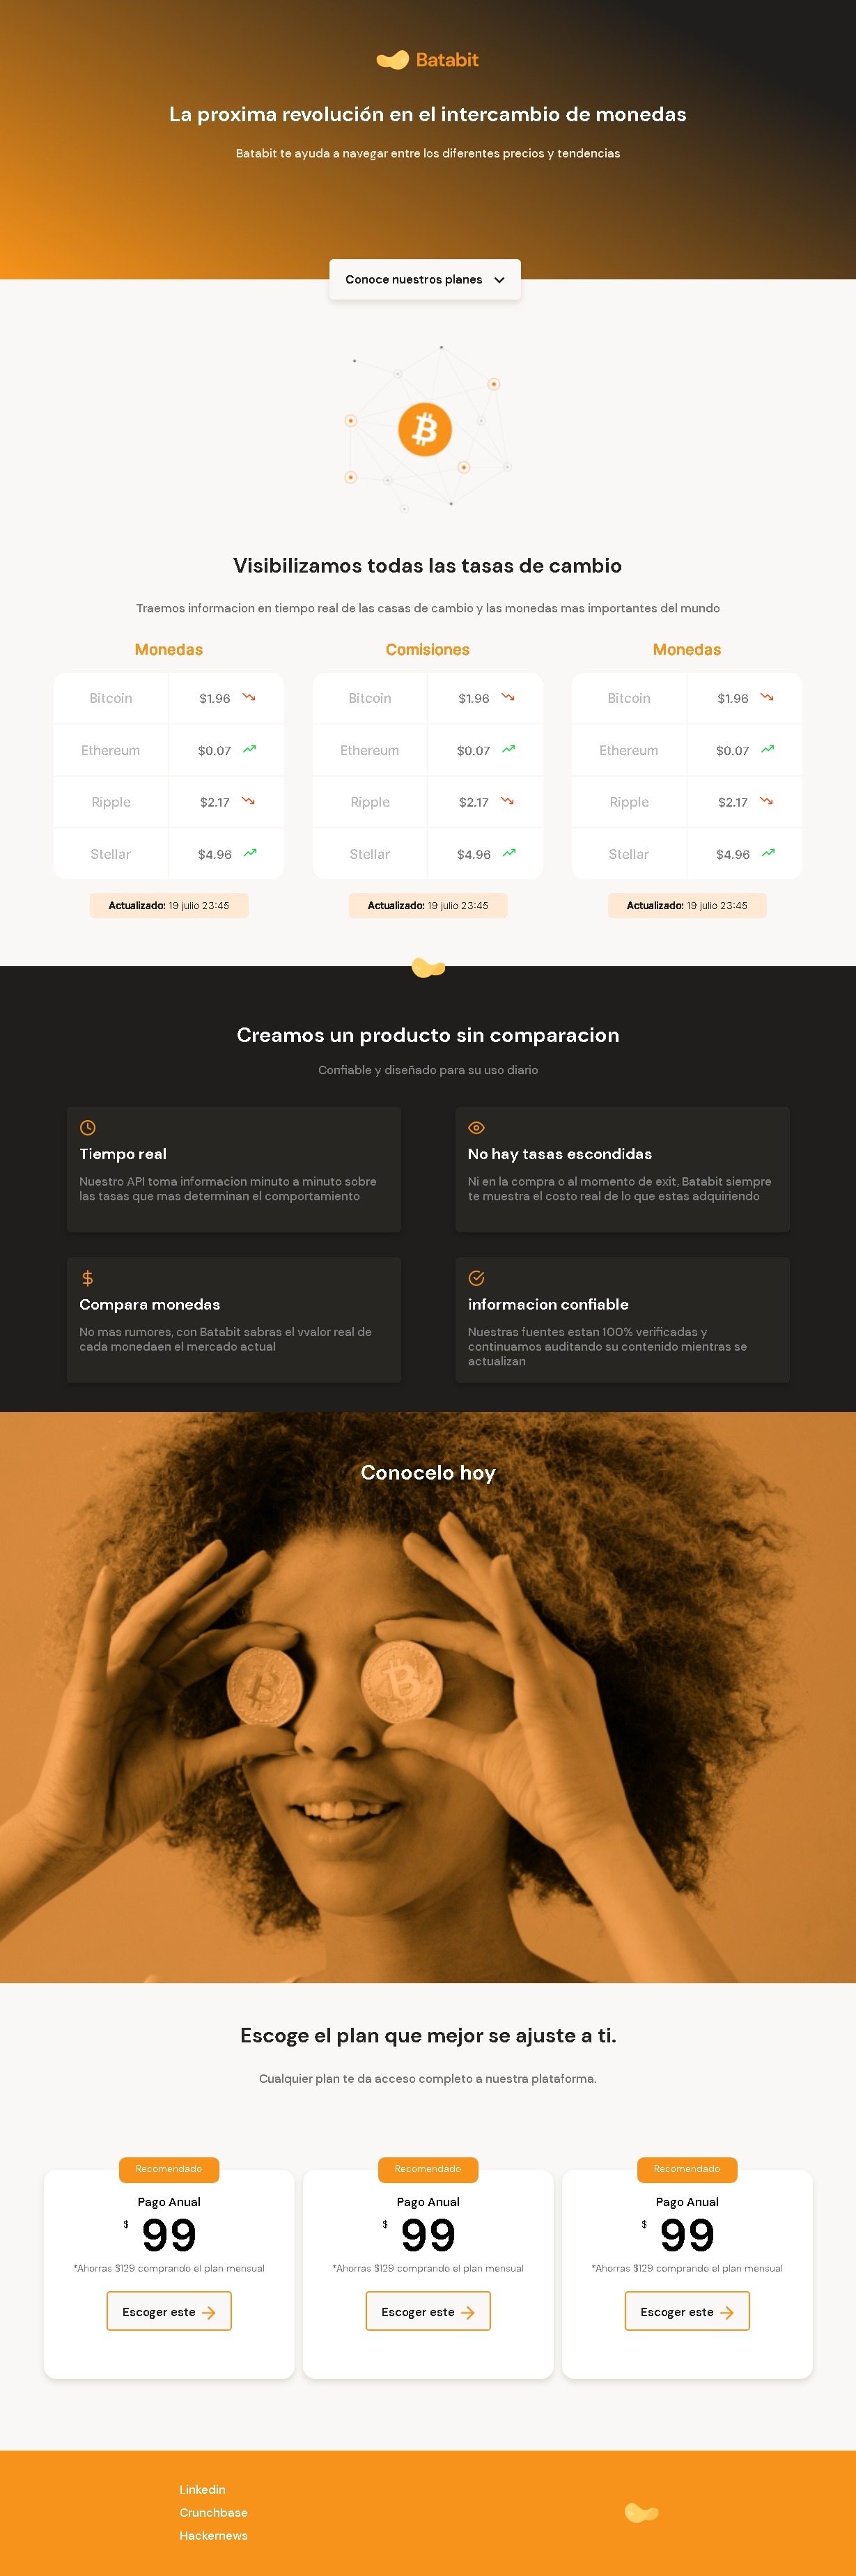 Batabit
La proxima revolución en el intercambio de monedas
Batabit te ayuda a navegar entre los diferentes precios y tendencias
Conoce nuestros planes
Visibilizamos todas las tasas de cambio
Traemos informacion en tiempo real de las casas de cambio y las monedas mas importantes del mundo
Monedas
Bitcoin $1.96
Ethereum $0.07
Ripple $2.17
Stellar $4.96
Actualizado: 19 julio 23:45
Comisiones
Bitcoin $1.96
Ethereum $0.07
Ripple $2.17
Stellar $4.96
Actualizado: 19 julio 23:45
Monedas
Bitcoin $1.96
Ethereum $0.07
Ripple $2.17
Stellar $4.96
Actualizado: 19 julio 23:45
Creamos un producto sin comparacion
Confiable y diseñado para su uso diario
Tiempo real
Nuestro API toma informacion minuto a minuto sobre
las tasas que mas determinan el comportamiento
No hay tasas escondidas
Ni en la compra o al momento de exit, Batabit siempre
te muestra el costo real de lo que estas adquiriendo
Compara monedas
No mas rumores, con Batabit sabras el vvalor real de
cada monedaen el mercado actual
informacion confiable
Nuestras fuentes estan 100% verificadas y
continuamos auditando su contenido mientras se
actualizan
Conocelo hoy
Escoge el plan que mejor se ajuste a ti.
Cualquier plan te da acceso completo a nuestra plataforma.
Recomendado
Pago Anual
$ 99
*Ahorras $129 comprando el plan mensual
Escoger este
Recomendado
Pago Anual
$ 99
*Ahorras $129 comprando el plan mensual
Escoger este
Recomendado
Pago Anual
$ 99
*Ahorras $129 comprando el plan mensual
Escoger este
Linkedin
Crunchbase
Hackernews